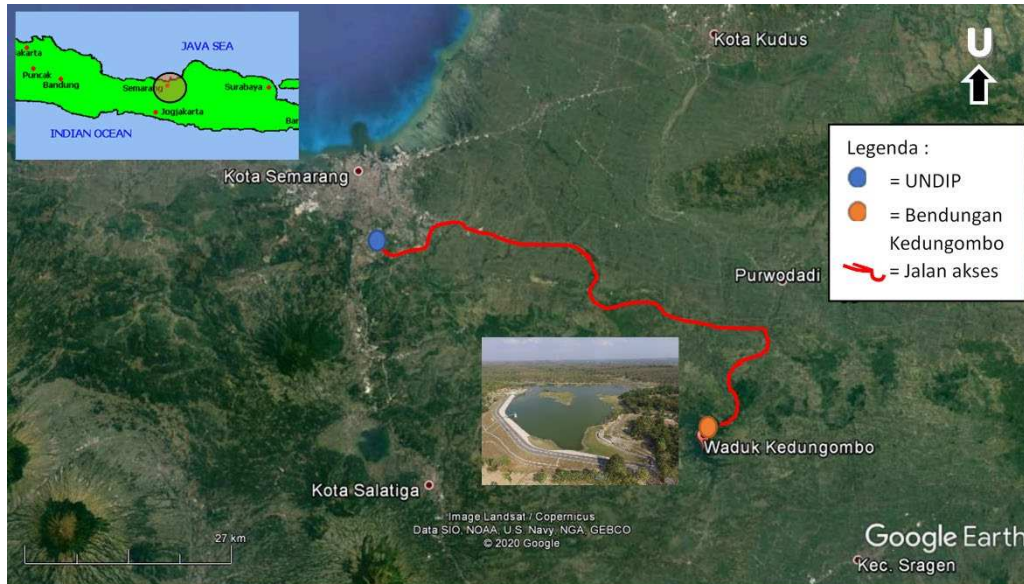 JAVA SEA
akarta
Puncak
Bandung
Semarang
Surabaya
Jogjakarta
Bar
INDIAN OCEAN
Kota Kudus
U
Kota Semarang
Legenda :
= UNDIP
= Bendungan
Kedungombo
= Jalan akses
Purwodadi
Waduk Kedungombo
Kota Salatiga
Image Landsat / Copernicus
Data SIO, NOAA, U.S. Navy, NGA, GEBCO
© 2020 Google
27 km
Google Earth
Kec. Sragen